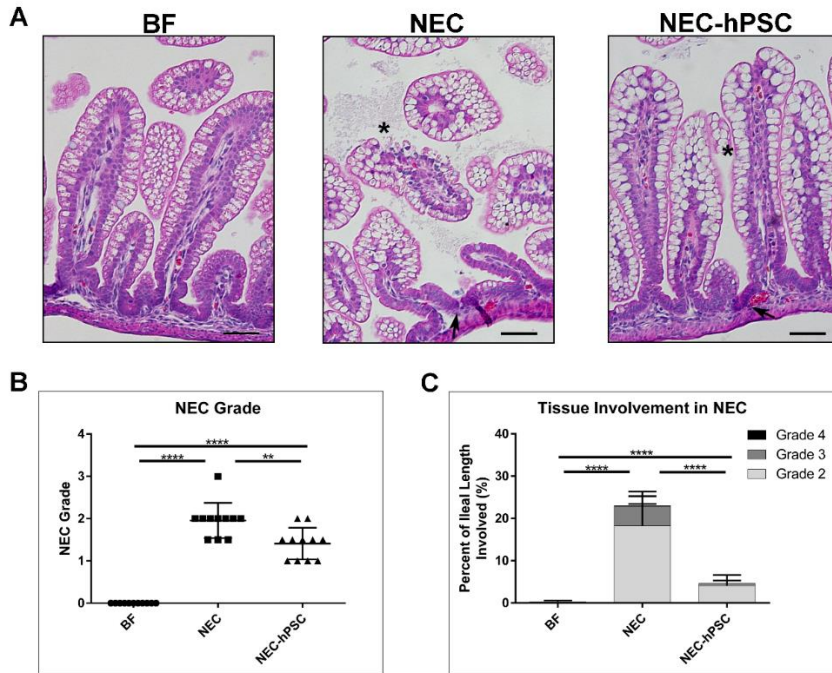 A
BF
NEC
NEC-hPSC
*
*
B
NEC Grade
NEC Grade
4
3
2
1
0
****
****
**
BF
NEC
NEC-hPSC
C
Tissue Involvement in NEC
Percent of Ileal Length
Involved (%)
40
30
20
10
0
****
****
****
Grade 4
Grade 3
Grade 2
BF
NEC
NEC-hPSC